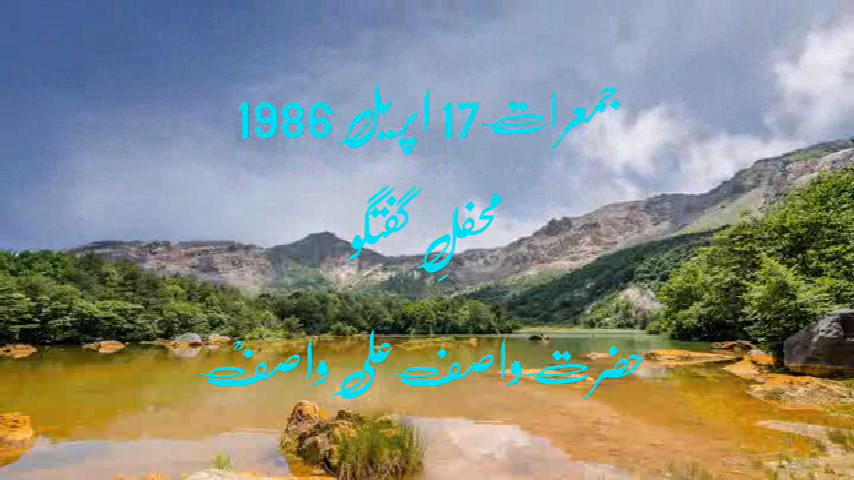 جمعرات 17 اپریل 1986
محفلِ گفتگو
حضرت واصف علی واصفؒ